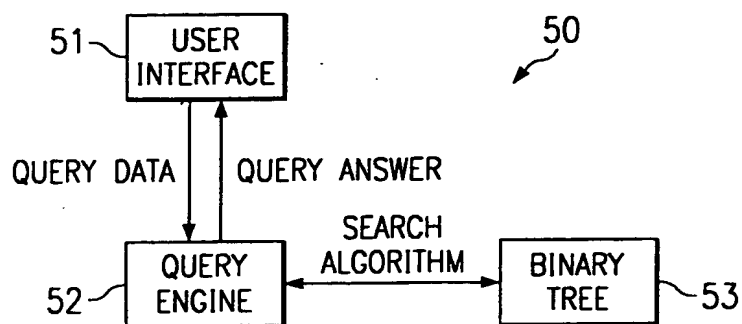 51
USER
INTERFACE
50
QUERY DATA
QUERY ANSWER
52
QUERY
ENGINE
SEARCH
ALGORITHM
BINARY
TREE
53